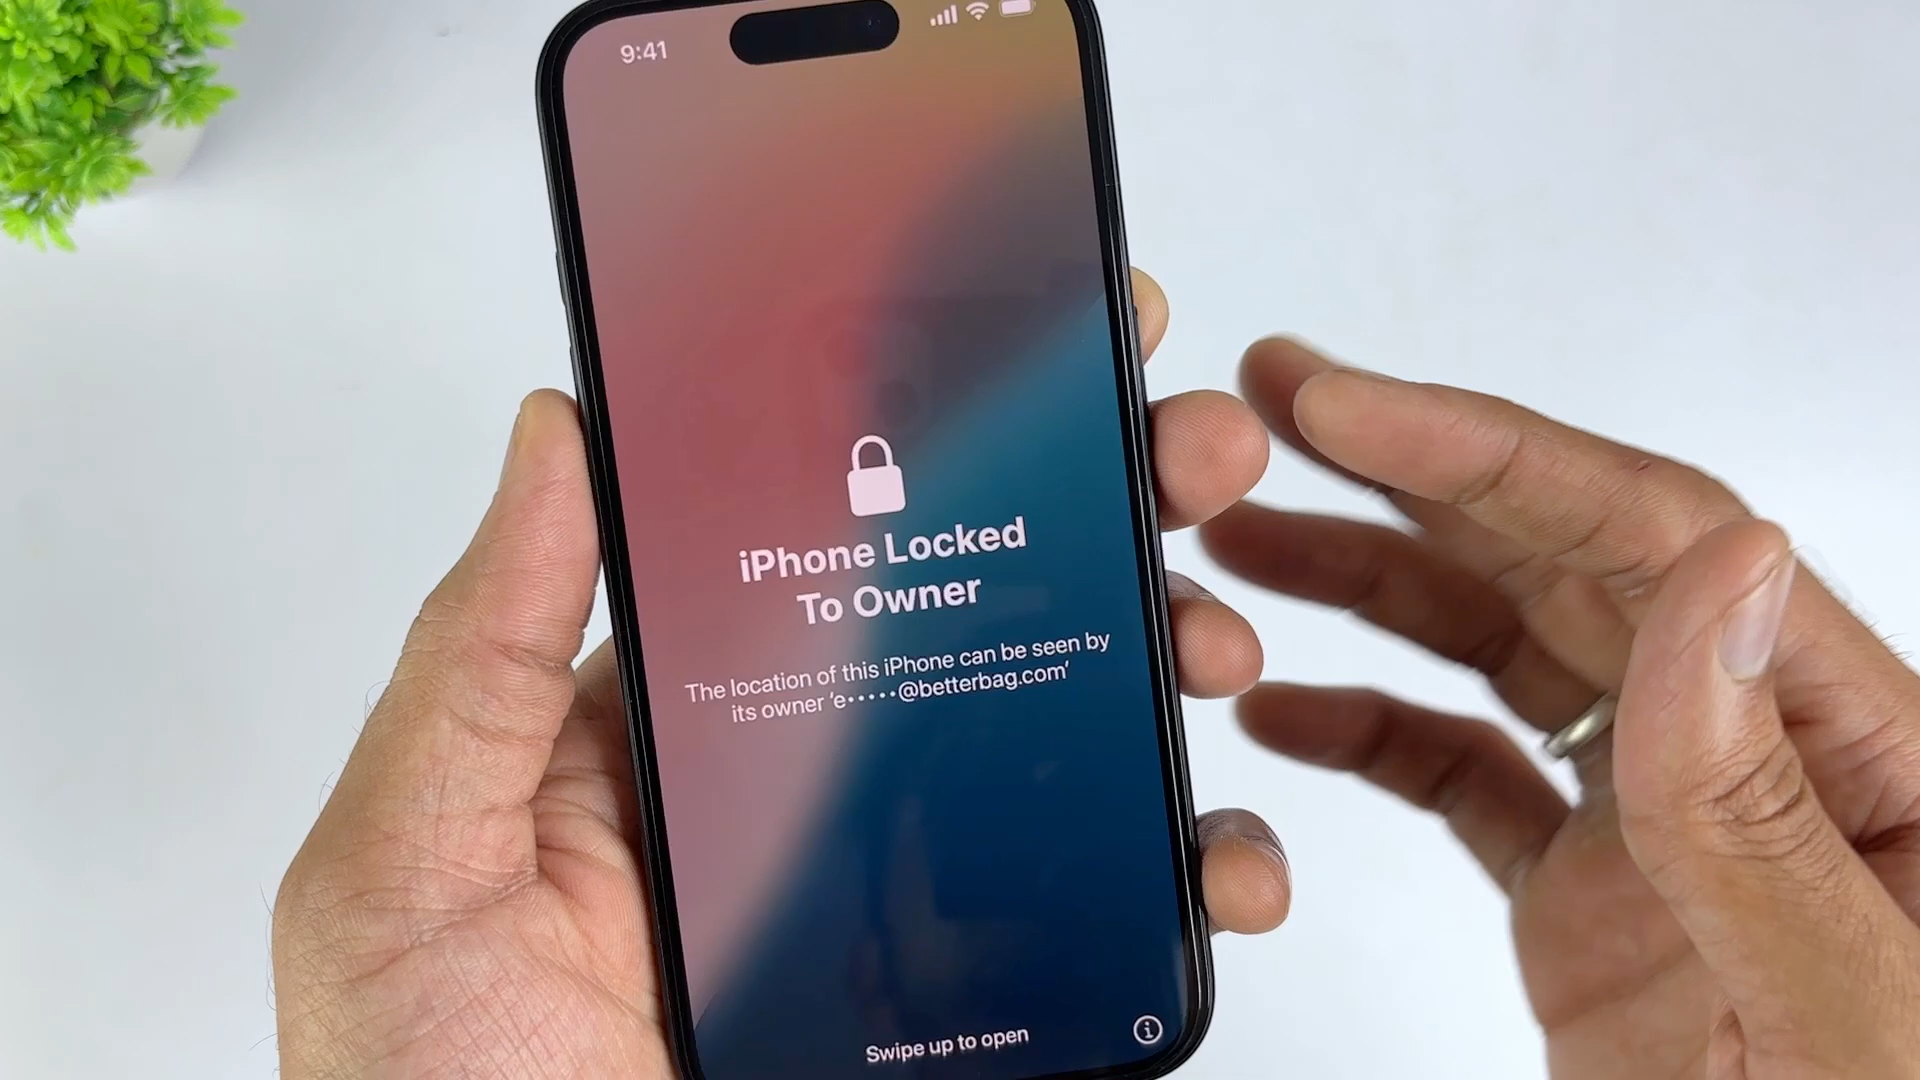 9:41
iPhone Locked
To Owner
The location of this iPhone can be seen by
its owner ‘e•••••@betterbag.com’
Swipe up to open